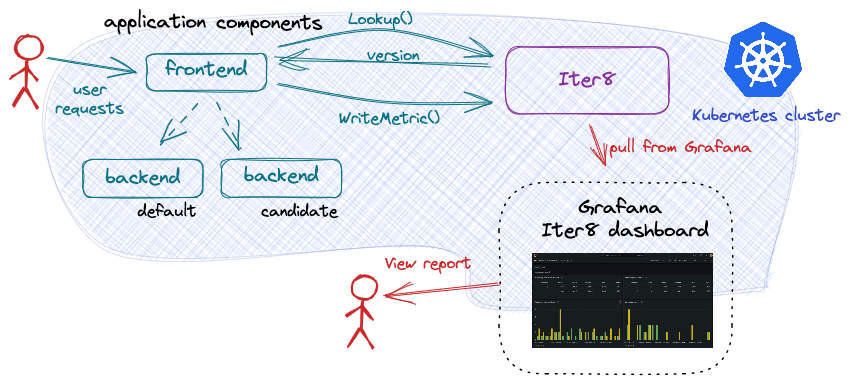 application components
Lookup()
version
frontend
Iter8
user
requests
WriteMetric()
Kubernetes cluster
pull from Grafana
backend
backend
default
candidate
Grafana
Iter8 dashboard
View report